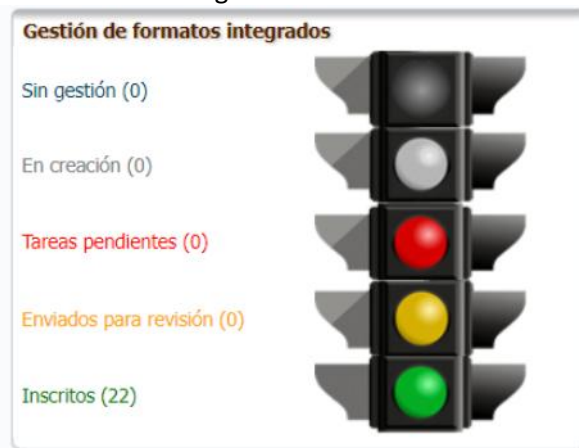 Gestión de formatos integrados
Sin gestión (0)
En creación (0)
Tareas pendientes (0)
Enviados para revisión (0)
Inscritos (22)